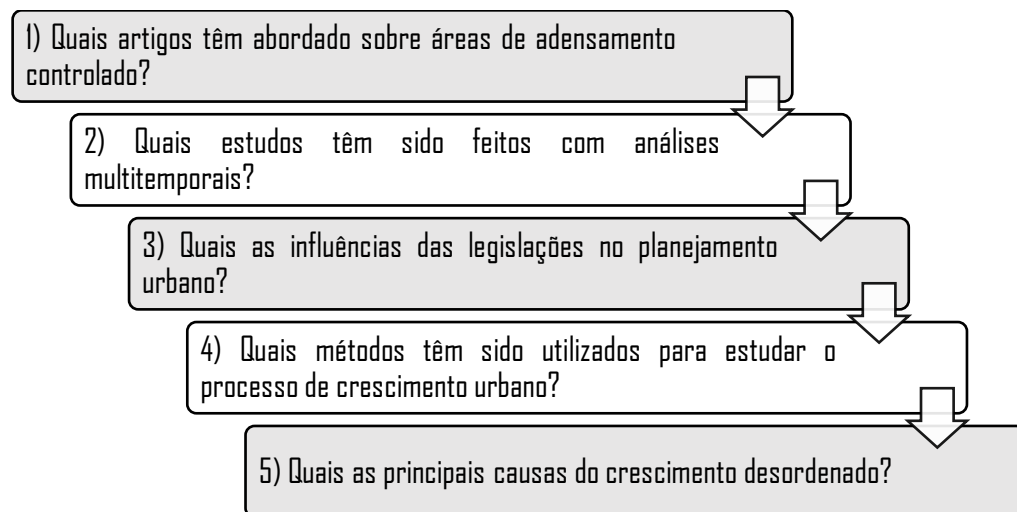 1) Quais artigos têm abordado sobre áreas de adensamento
controlado?
2) Quais estudos têm sido feitos com análises
multitemporais?
3) Quais as influências das legislações no planejamento
urbano?
4) Quais métodos têm sido utilizados para estudar o
processo de crescimento urbano?
5) Quais as principais causas do crescimento desordenado?